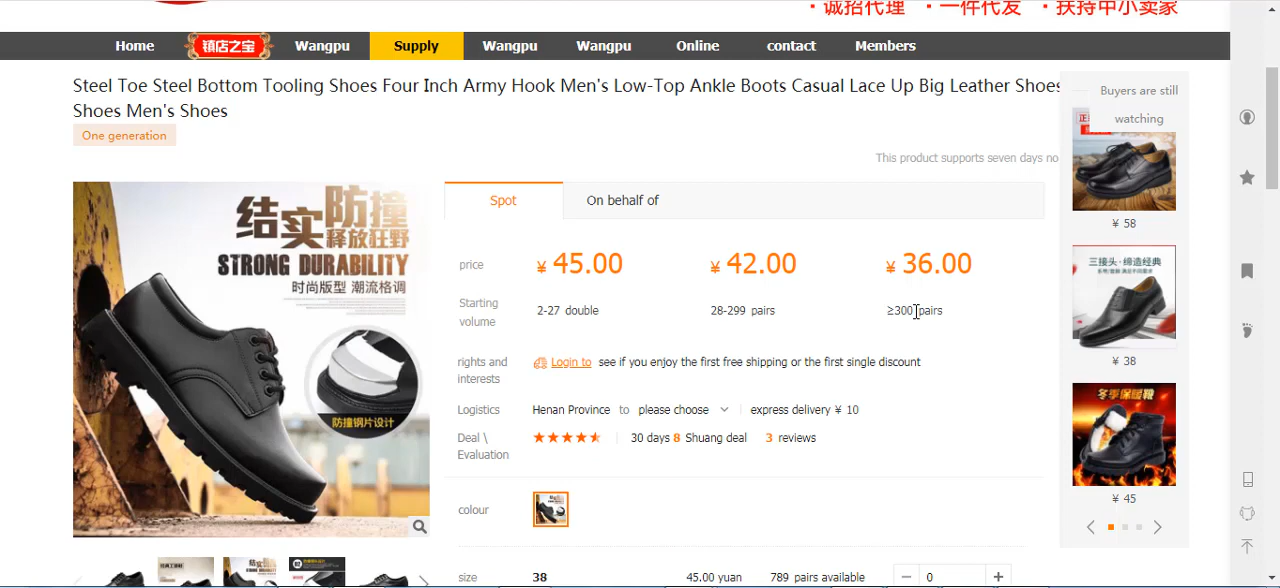 · 诚招代理 · 一件代发 · 扶持中小卖家
Home 镇店之宝 Wangpu Supply Wangpu Wangpu Online contact Members
Steel Toe Steel Bottom Tooling Shoes Four Inch Army Hook Men's Low-Top Ankle Boots Casual Lace Up Big Leather Shoes
Shoes Men's Shoes
One generation
This product supports seven days no
Buyers are still
watching
正
¥ 58
三接头·缔造经典
¥ 38
冬季保暖靴
¥ 45
结实防撞
释放狂野
STRONG DURABILITY
时尚版型 潮流格调
防撞钢片设计
Spot On behalf of
price ¥ 45.00 ¥ 42.00 ¥ 36.00
Starting
volume
2-27 double 28-299 pairs ≥300 pairs
rights and
interests
Login to see if you enjoy the first free shipping or the first single discount
Logistics Henan Province to please choose express delivery ¥ 10
Deal \
Evaluation
30 days 8 Shuang deal 3 reviews
colour
size 38 45.00 yuan 789 pairs available − 0 +